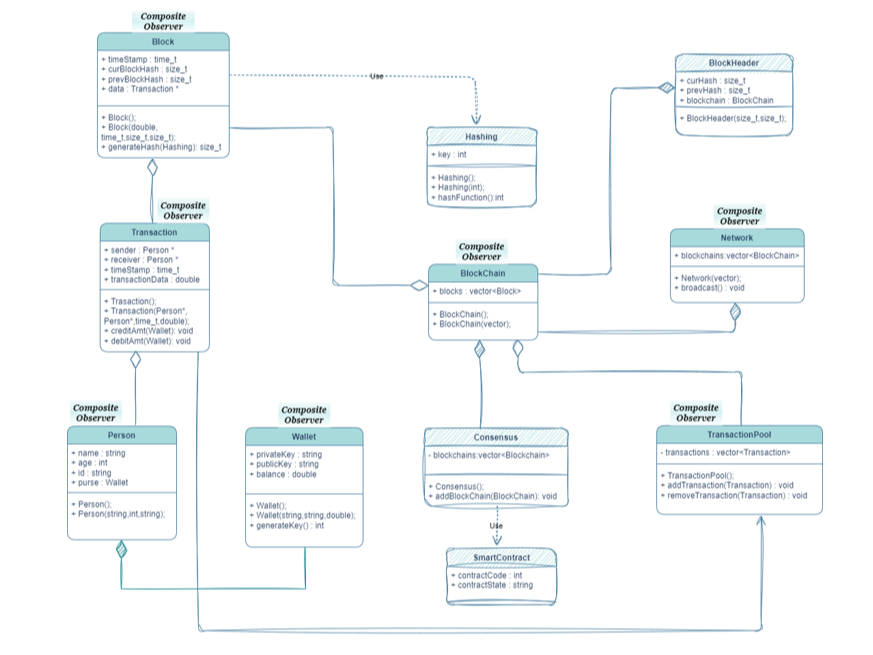 Composite
Observer
Block
+ timeStamp : time_t
+ curBlockHash : size_t
+ prevBlockHash : size_t
+ data : Transaction *
+ Block();
+ Block(double,
time_t,size_t,size_t);
+ generateHash(Hashing): size_t
Use
BlockHeader
+ curHash : size_t
+ prevHash : size_t
+ blockchain : BlockChain
+ BlockHeader(size_t,size_t);
Hashing
+ key : int
+ Hashing();
+ Hashing(int);
+ hashFunction():int
Composite
Observer
Transaction
+ sender : Person *
+ receiver : Person *
+ timeStamp : time_t
+ transactionData : double
+ Trasaction();
+ Transaction(Person*,
Person*,time_t,double);
+ creditAmt(Wallet): void
+ debitAmt(Wallet): void
Composite
Observer
Network
+ blockchains:vector<BlockChain>
+ Network(vector);
+ broadcast() : void
Composite
Observer
BlockChain
+ blocks : vector<Block>
+ BlockChain();
+ BlockChain(vector);
Composite
Observer
Person
+ name : string
+ age : int
+ id : string
+ purse : Wallet
+ Person();
+ Person(string,int,string);
Composite
Observer
Wallet
+ privateKey : string
+ publicKey : string
+ balance : double
+ Wallet();
+ Wallet(string,string,double);
+ generateKey() : int
Consensus
- blockchains:vector<Blockchain>
+ Consensus();
+ addBlockChain(BlockChain): void
Use
SmartContract
+ contractCode : int
+ contractState : string
Composite
Observer
TransactionPool
- transactions : vector<Transaction>
+ TransactionPool();
+ addTransaction(Transaction) : void
+ removeTransaction(Transaction) : void